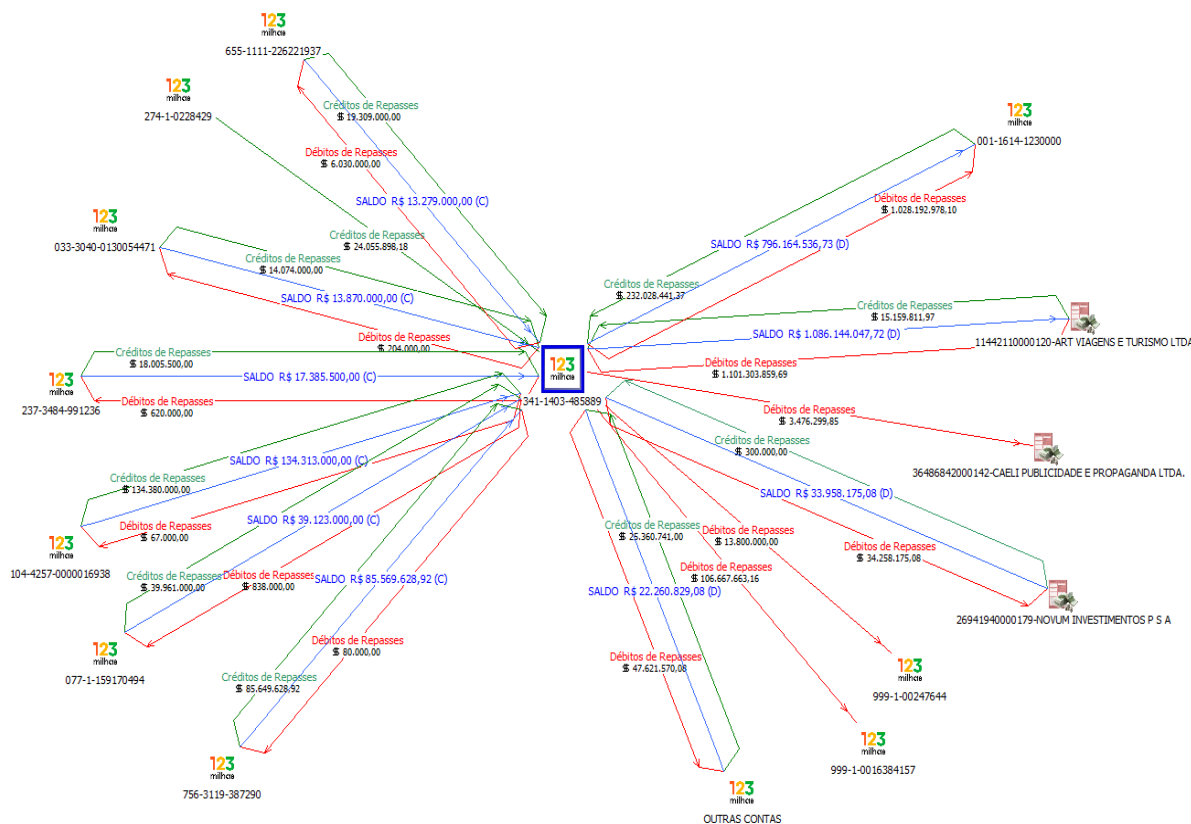 123
milhas
655-1111-226221937
123
milhas
274-1-0228429
Créditos de Repasses
$ 19.309.000,00
Débitos de Repasses
$ 6.030.000,00
SALDO R$ 13.279.000,00 (C)
123
milhas
001-1614-1230000
Débitos de Repasses
$ 1.028.192.978,10
SALDO R$ 796.164.536,73 (D)
Créditos de Repasses
$ 232.028.441,37
123
milhas
033-3040-0130054471
Créditos de Repasses
$ 24.055.898,18
Créditos de Repasses
$ 14.074.000,00
SALDO R$ 13.870.000,00 (C)
Débitos de Repasses
$ 204.000,00
Créditos de Repasses
$ 15.159.811,97
SALDO R$ 1.086.144.047,72 (D)
11442110000120-ART VIAGENS E TURISMO LTDA
Débitos de Repasses
$ 1.101.303.859,69
Créditos de Repasses
$ 18.005.500,00
SALDO R$ 17.385.500,00 (C)
123
milhas
237-3484-991236
Débitos de Repasses
$ 620.000,00
123
milhas
341-1403-485889
Débitos de Repasses
$ 3.476.299,85
36486842000142-CAELI PUBLICIDADE E PROPAGANDA LTDA.
Créditos de Repasses
$ 300.000,00
SALDO R$ 33.958.175,08 (D)
Débitos de Repasses
$ 34.258.175,08
26941940000179-NOVUM INVESTIMENTOS P S A
SALDO R$ 134.313.000,00 (C)
Créditos de Repasses
$ 134.380.000,00
Débitos de Repasses
$ 67.000,00
123
milhas
104-4257-0000016938
SALDO R$ 39.123.000,00 (C)
Créditos de Repasses
$ 39.961.000,00
Débitos de Repasses
$ 838.000,00
123
milhas
077-1-159170494
SALDO R$ 85.569.628,92 (C)
Débitos de Repasses
$ 80.000,00
Créditos de Repasses
$ 85.649.628,92
123
milhas
756-3119-387290
Créditos de Repasses
$ 25.360.741,00
SALDO R$ 22.260.829,08 (D)
Débitos de Repasses
$ 47.621.570,08
123
milhas
OUTRAS CONTAS
Débitos de Repasses
$ 13.800.000,00
123
milhas
999-1-00247644
Débitos de Repasses
$ 106.667.663,16
123
milhas
999-1-0016384157